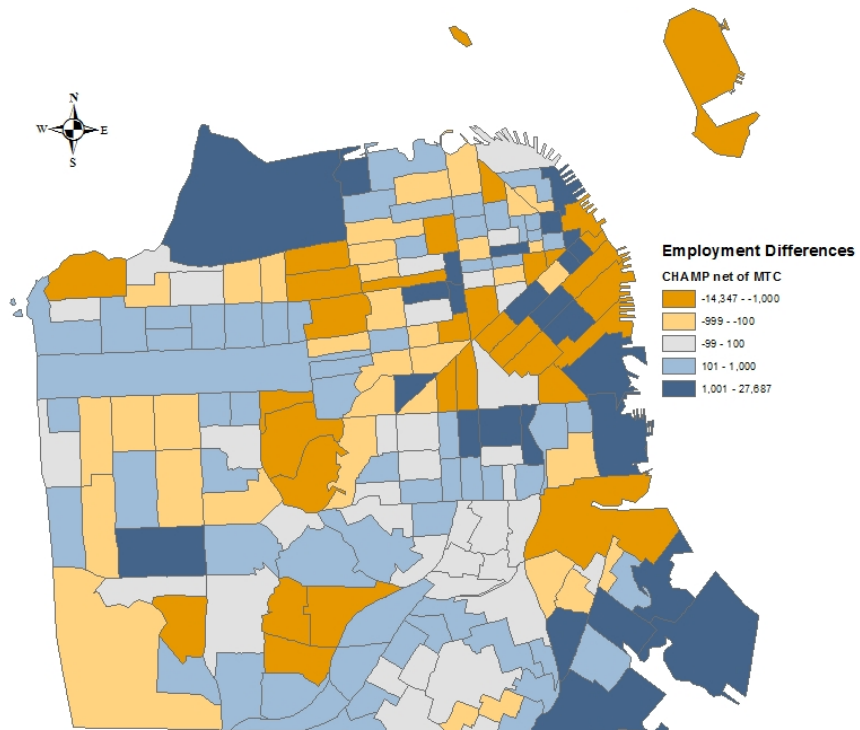 N
W E
S
Employment Differences
CHAMP net of MTC
-14,347 - -1,000
-999 - -100
-99 - 100
101 - 1,000
1,001 - 27,687